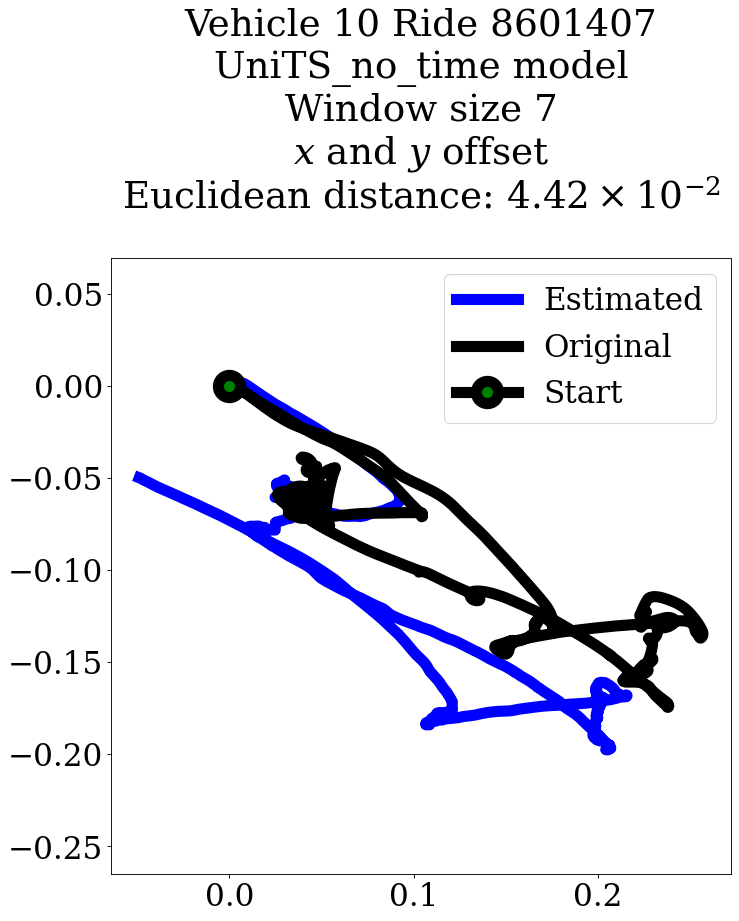 Vehicle 10 Ride 8601407
UniTS_no_time model
Window size 7
x and y offset
Euclidean distance: 4.42 × 10⁻²
Estimated
Original
Start
0.05
0.00
−0.05
−0.10
−0.15
−0.20
−0.25
0.0 0.1 0.2